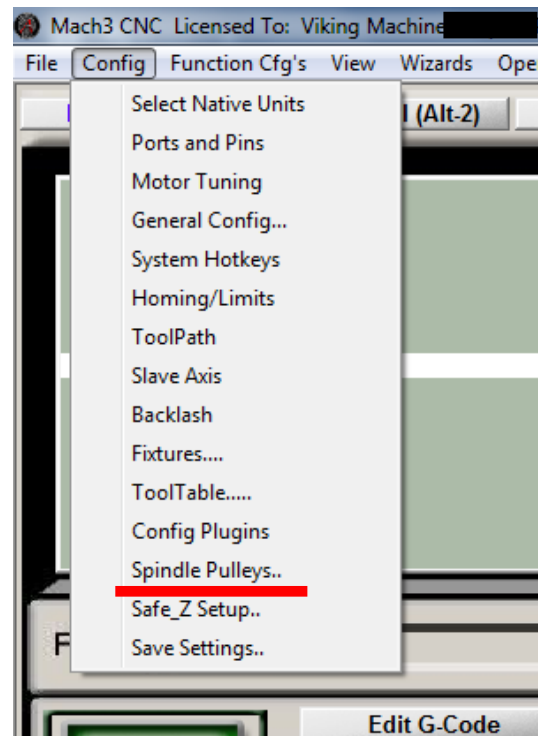 Mach3 CNC Licensed To: Viking Machine
File Config Function Cfg's View Wizards Ope
l (Alt-2)
Select Native Units
Ports and Pins
Motor Tuning
General Config...
System Hotkeys
Homing/Limits
ToolPath
Slave Axis
Backlash
Fixtures....
ToolTable.....
Config Plugins
Spindle Pulleys..
Safe_Z Setup..
Save Settings..
F
Edit G-Code